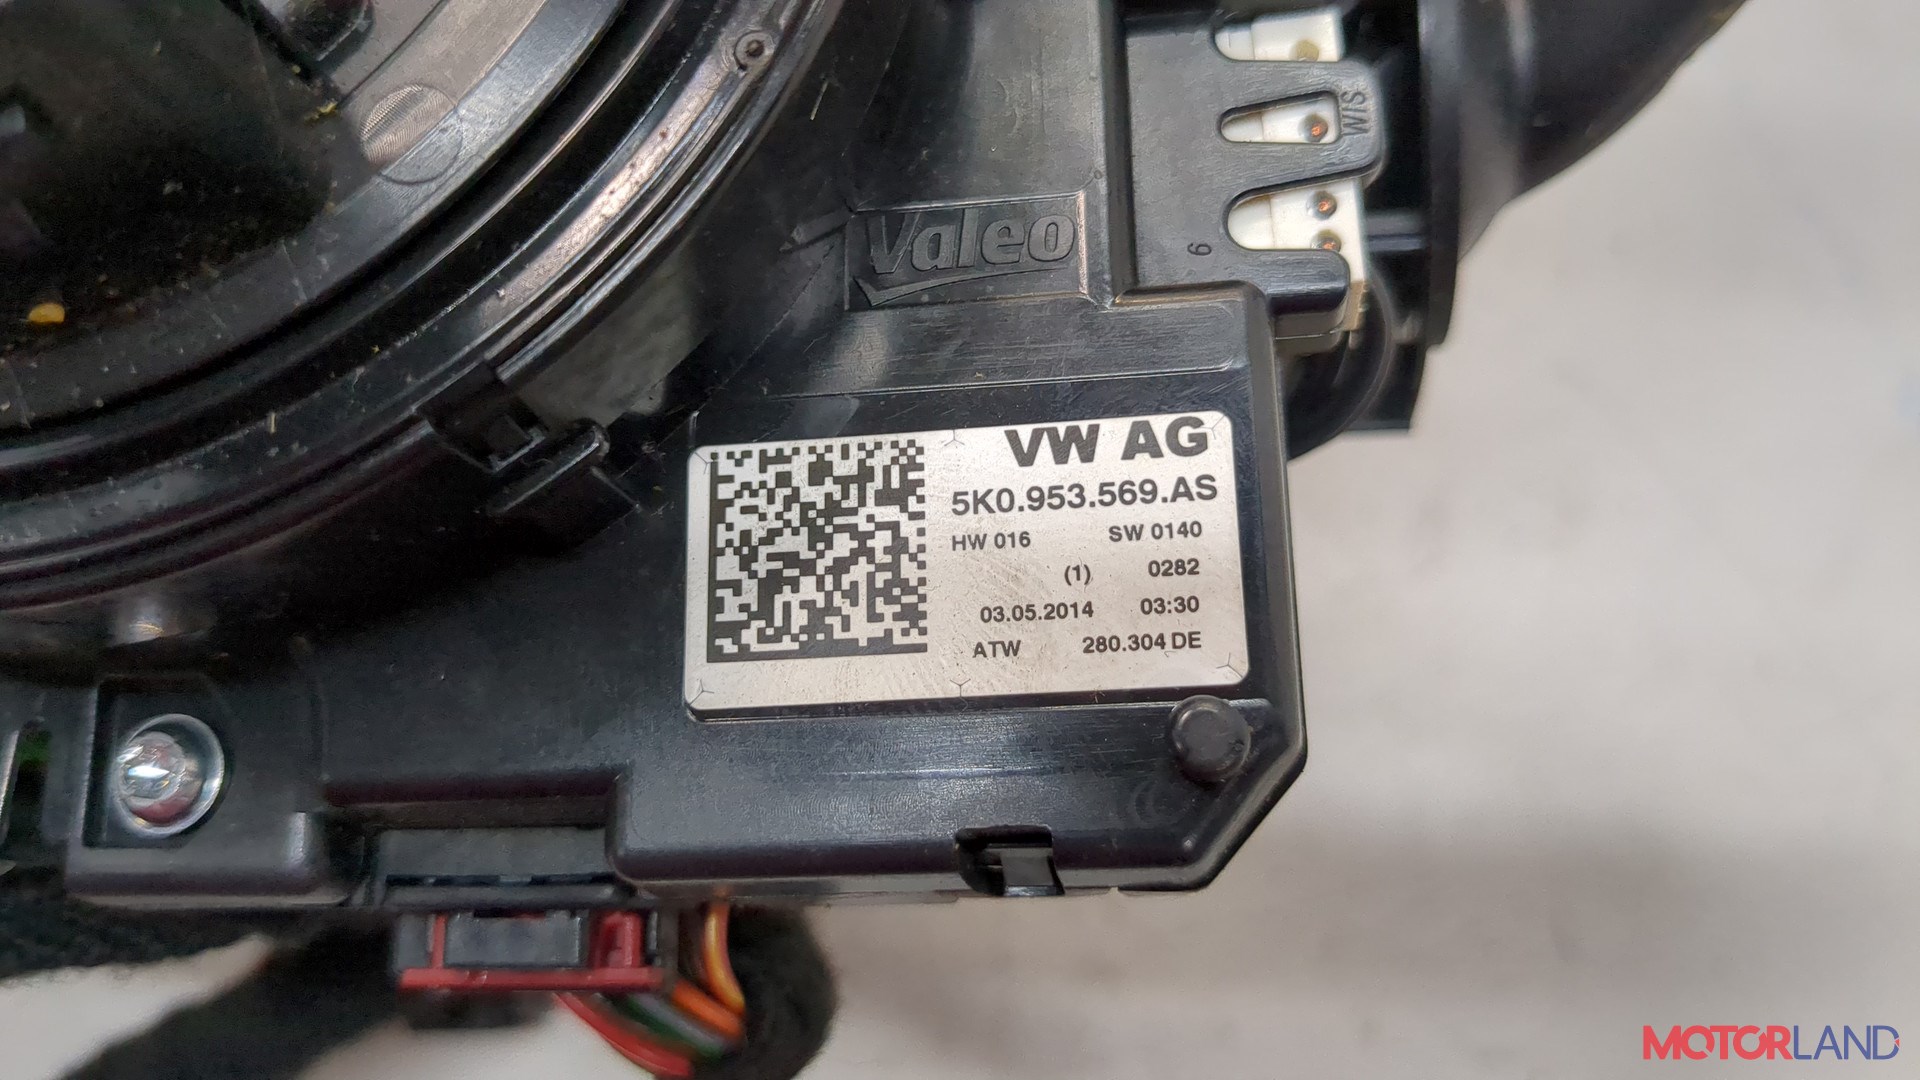 WIS
6
Valeo
VW AG
5K0.953.569.AS
HW 016 SW 0140
(1) 0282
03.05.2014 03:30
ATW 280.304 DE
MOTORLAND